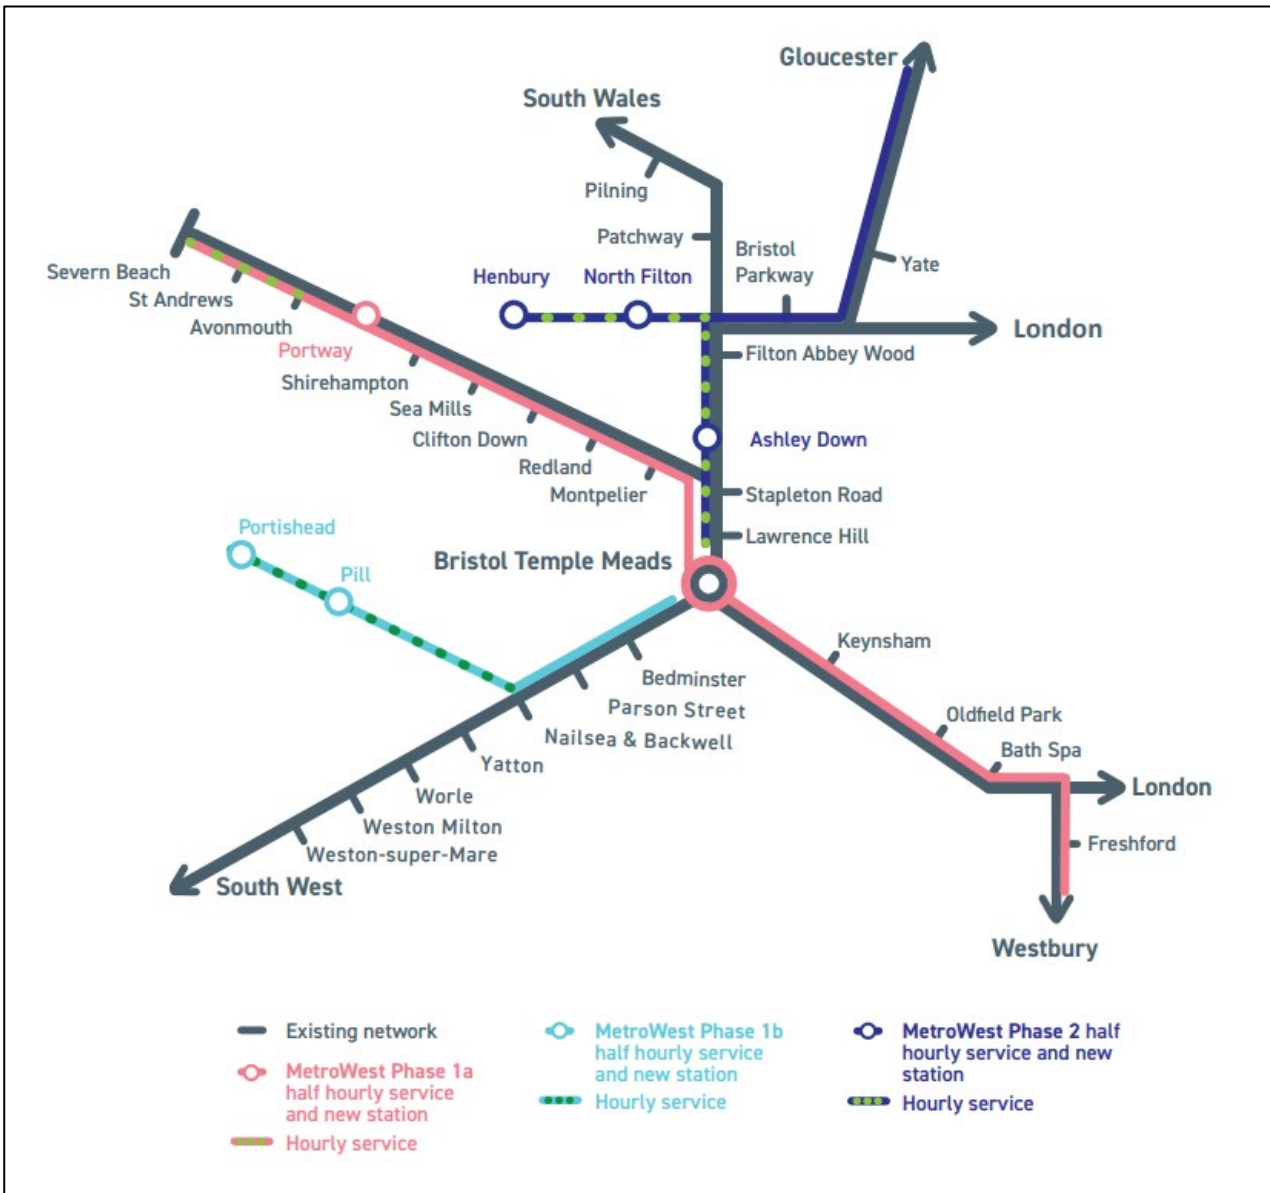 Gloucester
South Wales
Pilning
Patchway
Bristol
Parkway
Yate
Severn Beach
St Andrews
Avonmouth
Portway
Shirehampton
Sea Mills
Clifton Down
Redland
Montpelier
Henbury
North Filton
London
Filton Abbey Wood
Ashley Down
Stapleton Road
Lawrence Hill
Portishead
Pill
Bristol Temple Meads
Keynsham
Oldfield Park
Bath Spa
London
Freshford
Westbury
Bedminster
Parson Street
Nailsea & Backwell
Yatton
Worle
Weston Milton
Weston-super-Mare
South West
Existing network
MetroWest Phase 1a
half hourly service
and new station
Hourly service
MetroWest Phase 1b
half hourly service
and new station
Hourly service
MetroWest Phase 2 half
hourly service and new
station
Hourly service